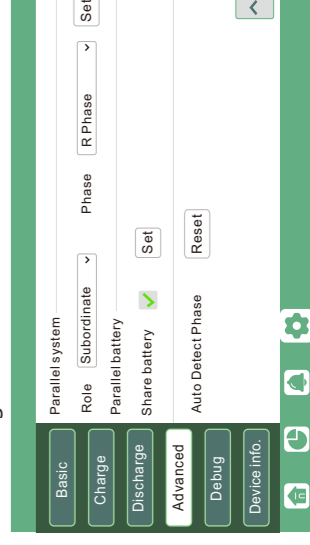 Basic
Charge
Discharge
Advanced
Debug
Device info.
Parallel system
Role Subordinate Phase R Phase Set
Parallel battery
Share battery Set
Auto Detect Phase Reset